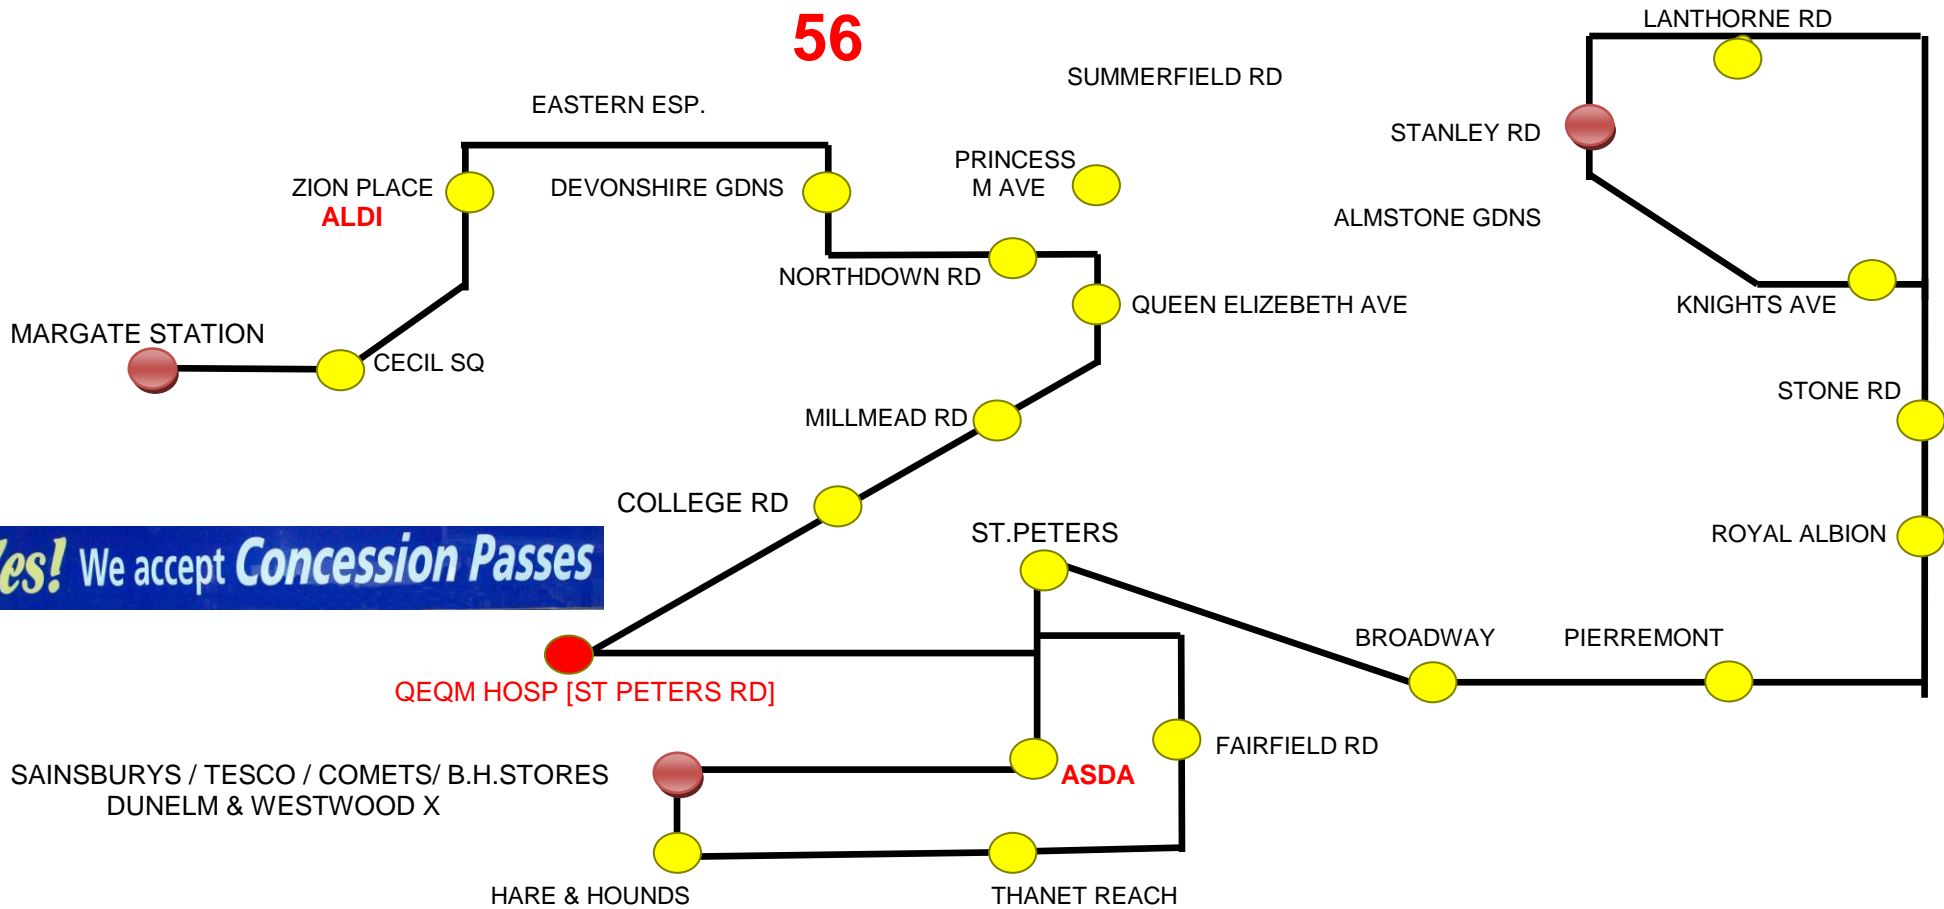 56
LANTHORNE RD
SUMMERFIELD RD
EASTERN ESP.
STANLEY RD
PRINCESS
M AVE
ZION PLACE
ALDI
DEVONSHIRE GDNS
ALMSTONE GDNS
NORTHDOWN RD
QUEEN ELIZEBETH AVE
KNIGHTS AVE
MARGATE STATION
CECIL SQ
STONE RD
MILLMEAD RD
COLLEGE RD
ST.PETERS
ROYAL ALBION
Yes! We accept Concession Passes
BROADWAY
PIERREMONT
QEQM HOSP [ST PETERS RD]
FAIRFIELD RD
SAINSBURYS / TESCO / COMETS/ B.H.STORES
DUNELM & WESTWOOD X
ASDA
HARE & HOUNDS
THANET REACH